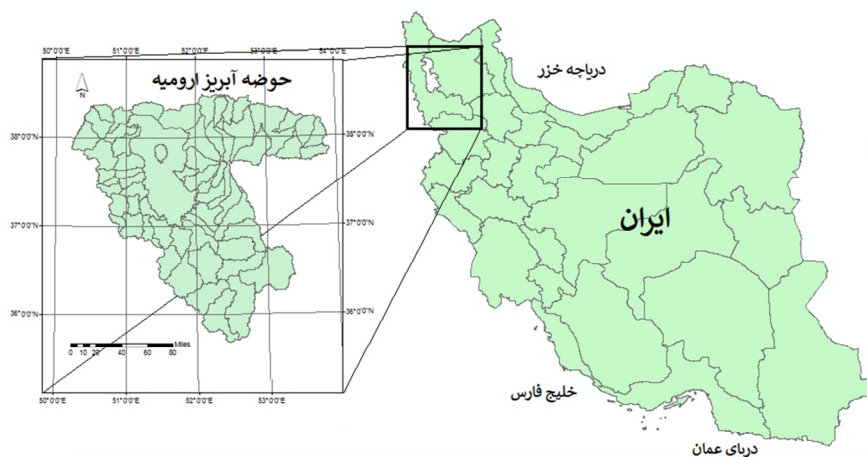 50°0'0"E 51°0'0"E 52°0'0"E 53°0'0"E 54°0'0"E
حوضه آبریز ارومیه
N
38°0'0"N 38°0'0"N
37°0'0"N 37°0'0"N
36°0'0"N 36°0'0"N
Miles
0 10 20 40 60 80
50°0'0"E 51°0'0"E 52°0'0"E 53°0'0"E
دریاچه خزر
ایران
خلیج فارس
دریای عمان